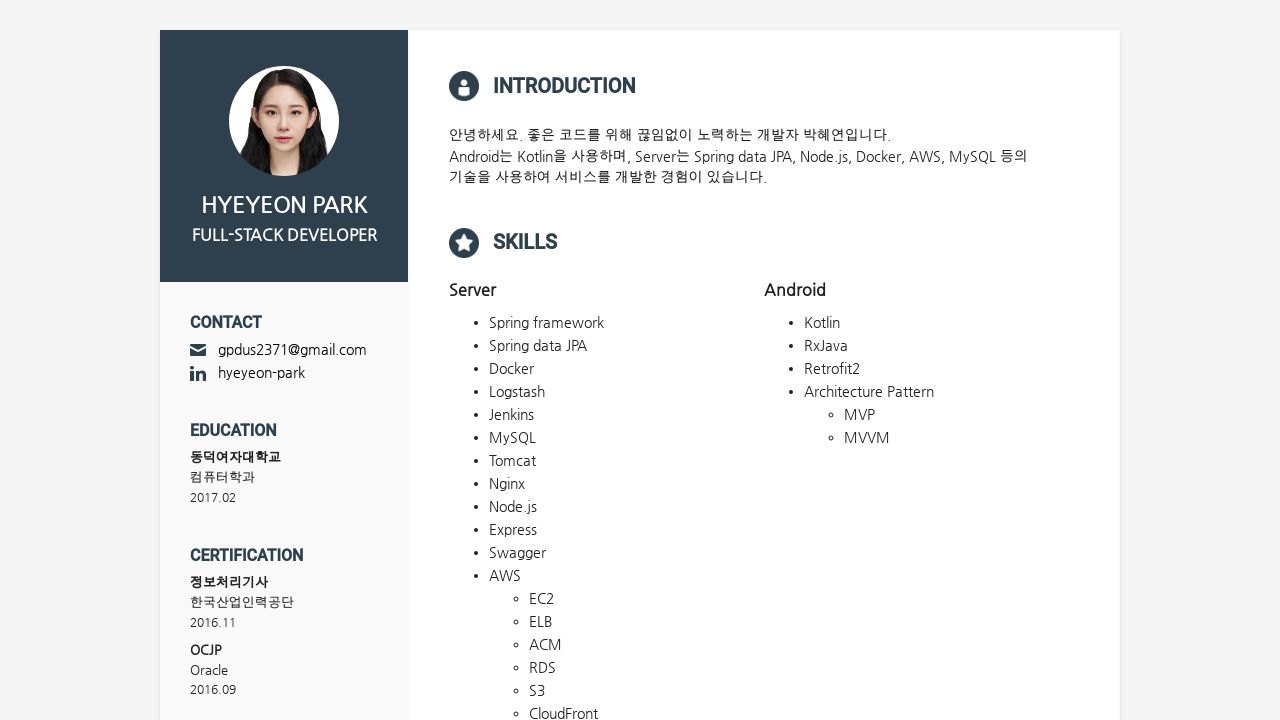 HYEYEON PARK
FULL-STACK DEVELOPER
CONTACT
gpdus2371@gmail.com
hyeyeon-park
EDUCATION
동덕여자대학교
컴퓨터학과
2017.02
CERTIFICATION
정보처리기사
한국산업인력공단
2016.11
OCJP
Oracle
2016.09
INTRODUCTION
안녕하세요. 좋은 코드를 위해 끊임없이 노력하는 개발자 박혜연입니다.
Android는 Kotlin을 사용하며, Server는 Spring data JPA, Node.js, Docker, AWS, MySQL 등의
기술을 사용하여 서비스를 개발한 경험이 있습니다.
SKILLS
Server
Spring framework
Spring data JPA
Docker
Logstash
Jenkins
MySQL
Tomcat
Nginx
Node.js
Express
Swagger
AWS
EC2
ELB
ACM
RDS
S3
CloudFront
Android
Kotlin
RxJava
Retrofit2
Architecture Pattern
MVP
MVVM